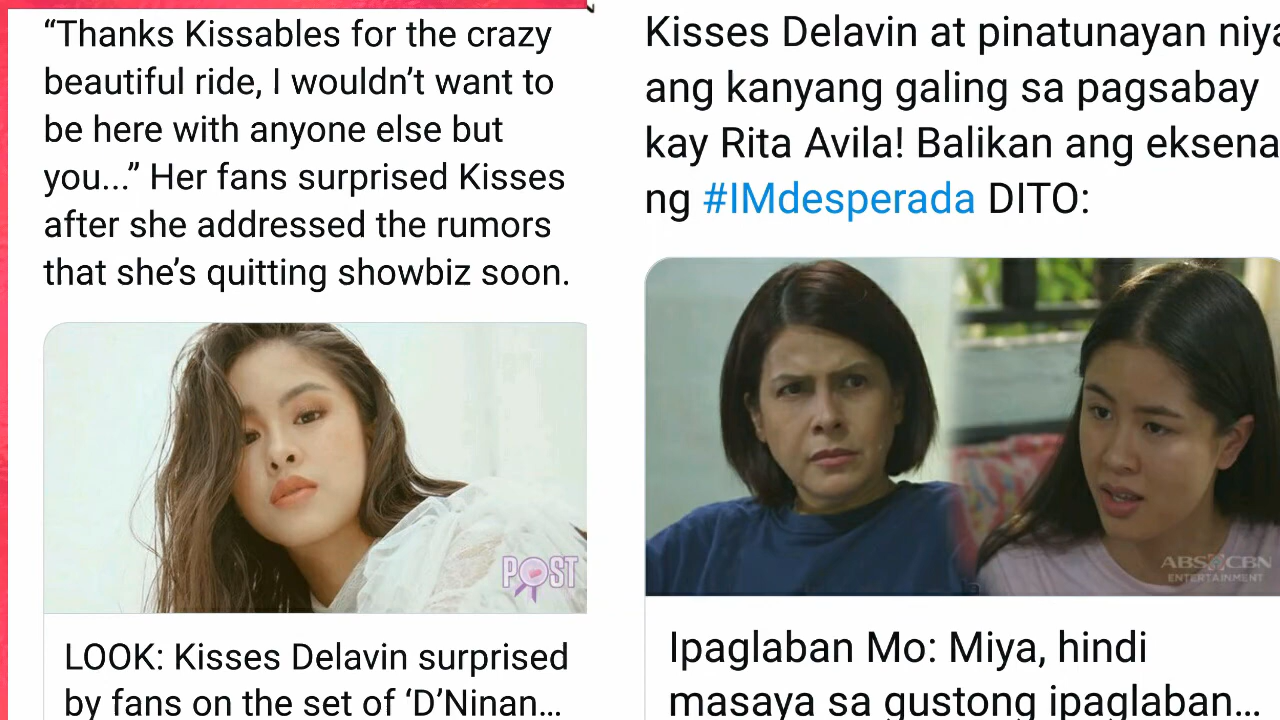 “Thanks Kissables for the crazy
beautiful ride, I wouldn’t want to
be here with anyone else but
you...” Her fans surprised Kisses
after she addressed the rumors
that she’s quitting showbiz soon.
POST
LOOK: Kisses Delavin surprised
by fans on the set of ‘D’Ninan...
Kisses Delavin at pinatunayan niya
ang kanyang galing sa pagsabay
kay Rita Avila! Balikan ang eksena
ng #IMdesperada DITO:
ABS-CBN
ENTERTAINMENT
Ipaglaban Mo: Miya, hindi
masaya sa gustong ipaglaban...